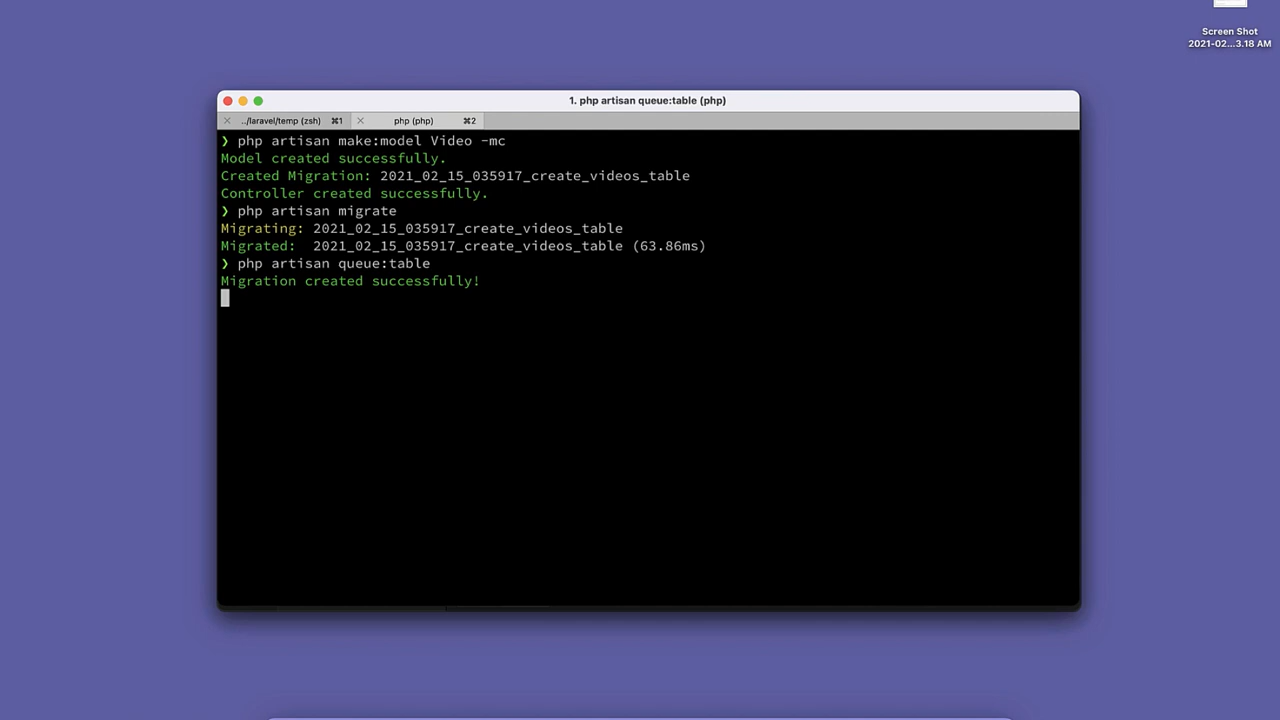 Screen Shot
2021-02...3.18 AM
1. php artisan queue:table (php)
../laravel/temp (zsh) ⌘1 php (php) ⌘2
❯ php artisan make:model Video -mc
Model created successfully.
Created Migration: 2021_02_15_035917_create_videos_table
Controller created successfully.
❯ php artisan migrate
Migrating: 2021_02_15_035917_create_videos_table
Migrated:  2021_02_15_035917_create_videos_table (63.86ms)
❯ php artisan queue:table
Migration created successfully!